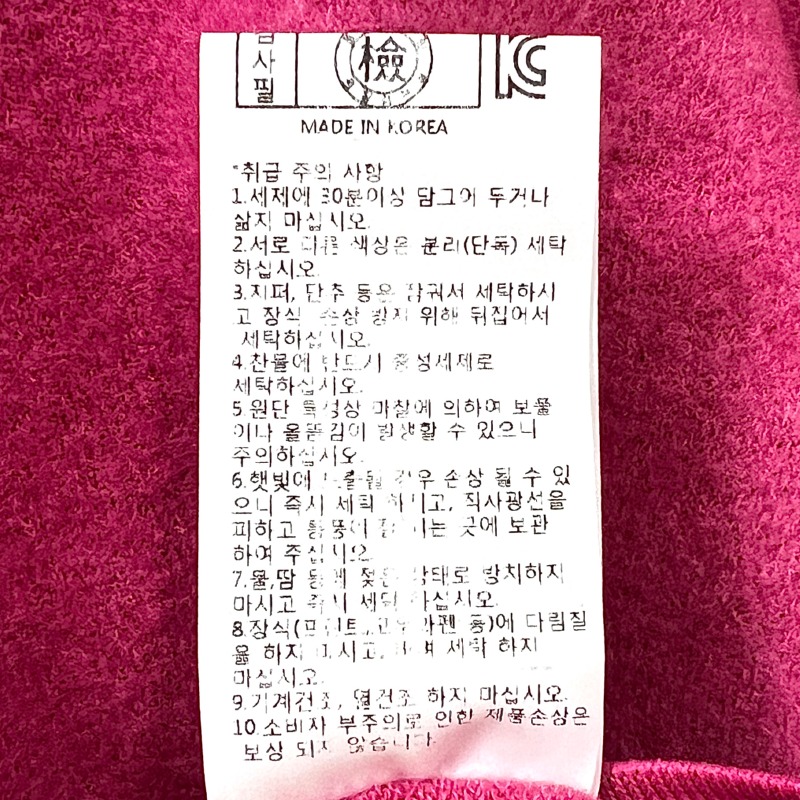 사필
檢
KC
MADE IN KOREA
*취급 주의 사항
1.세제에 30분이상 담그어 두거나
삶지 마십시오.
2.서로 다른 색상은 분리(단독) 세탁
하십시오.
3.지퍼, 단추 등은 잠궈서 세탁하시
고 장식 손상 방지 위해 뒤집어서
세탁하십시오.
4.찬물에 반드시 중성세제로
세탁하십시오.
5.원단 특성상 마찰에 의하여 보풀
이나 올뜯김이 발생할 수 있으니
주의하십시오.
6.햇빛에 노출될 경우 손상 될 수 있
으니 즉시 세탁 하시고, 직사광선을
피하고 통풍이 잘 되는 곳에 보관
하여 주십시오.
7.물,땀 등에 젖은 상태로 방치하지
마시고 즉시 세탁 하십시오.
8.장식(프린트, 등)에 다림질
을 하지 마시고, 세탁 하지
마십시오.
9.기계건조, 열건조 하지 마십시오.
10.소비자 부주의로 인한 제품손상은
보상 되지 않습니다.